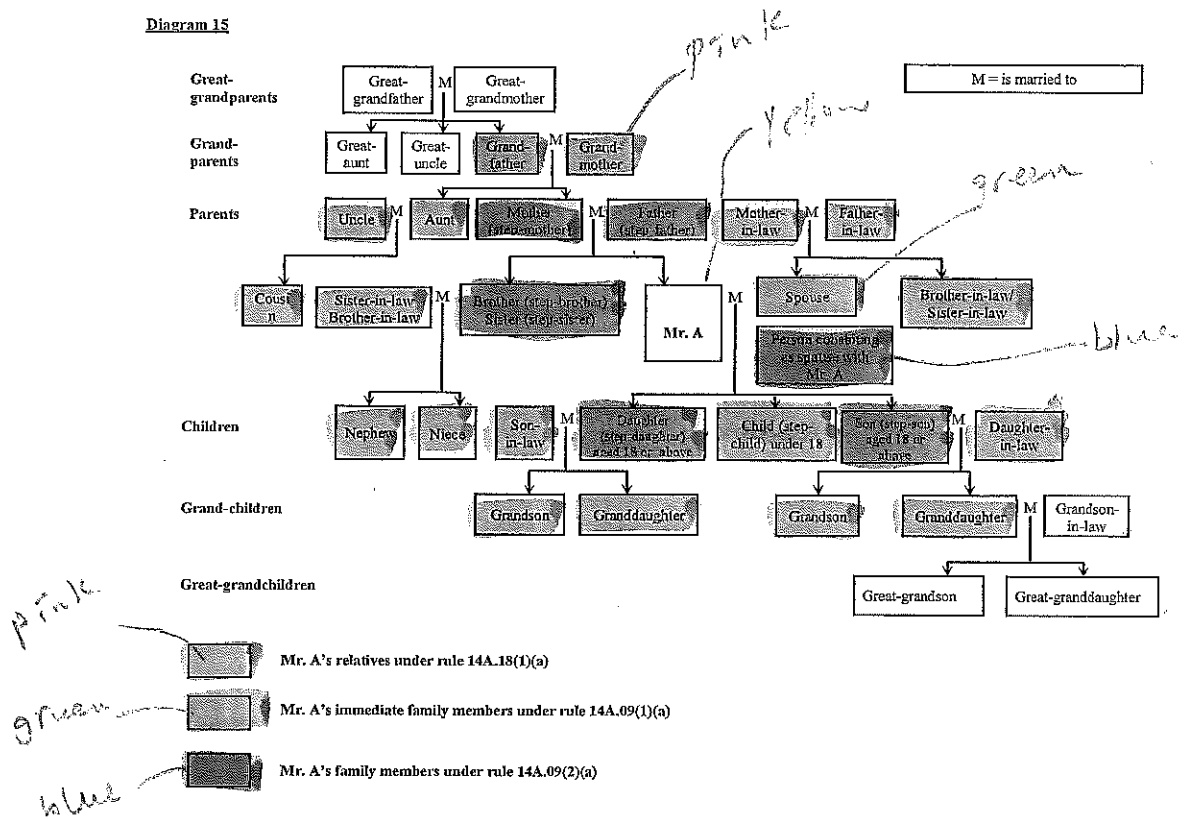 Diagram 15
pink
Great-
grandparents
Great-
grandfather
M
Great-
grandmother
M = is married to
yellow
Grand-
parents
Great-
aunt
Great-
uncle
Grand-
father
M
Grand-
mother
green
Parents
Uncle
M
Aunt
Mother
(step-mother)
M
Father
(step-father)
Mother-
in-law
M
Father-
in-law
Cousi
n
Sister-in-law/
Brother-in-law
M
Brother (step-brother)
Sister (step-sister)
Mr. A
M
Spouse
Brother-in-law/
Sister-in-law
Person cohabiting
as spouse with
Mr. A
blue
Children
Nephew
Niece
Son-
in-law
M
Daughter
(step-daughter)
aged 18 or above
Child (step-
child) under 18
Son (step-son)
aged 18 or
above
M
Daughter-
in-law
Grand-children
Grandson
Granddaughter
Grandson
Granddaughter
M
Grandson-
in-law
Great-grandchildren
Great-grandson
Great-granddaughter
pink
Mr. A's relatives under rule 14A.18(1)(a)
green
Mr. A's immediate family members under rule 14A.09(1)(a)
blue
Mr. A's family members under rule 14A.09(2)(a)